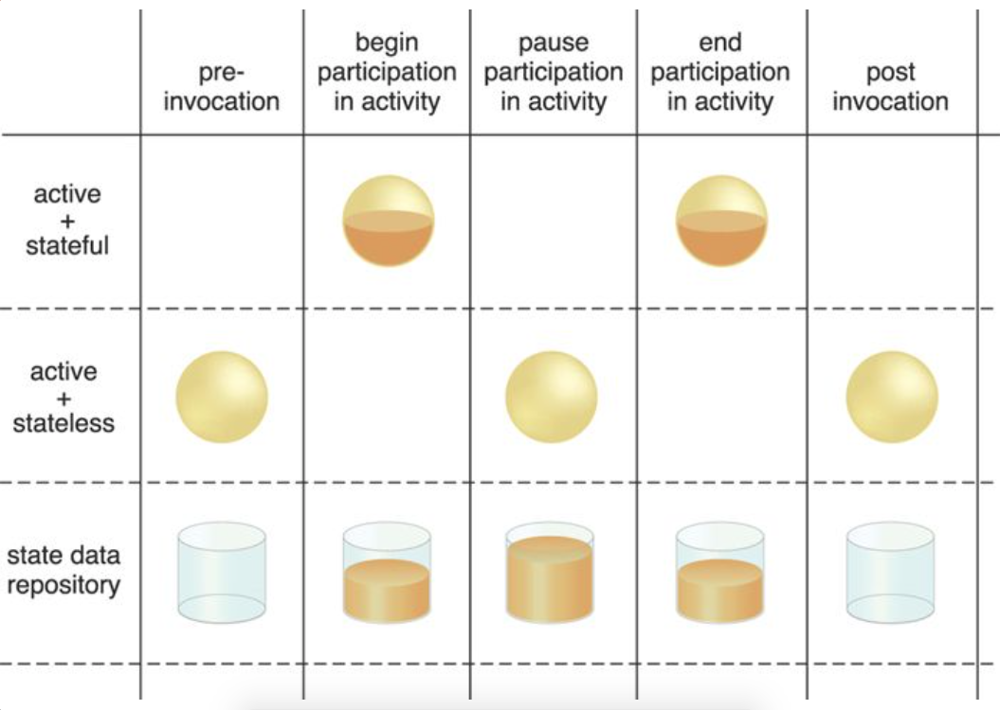 pre-
invocation
begin
participation
in activity
pause
participation
in activity
end
participation
in activity
post
invocation
active
+
stateful
active
+
stateless
state data
repository